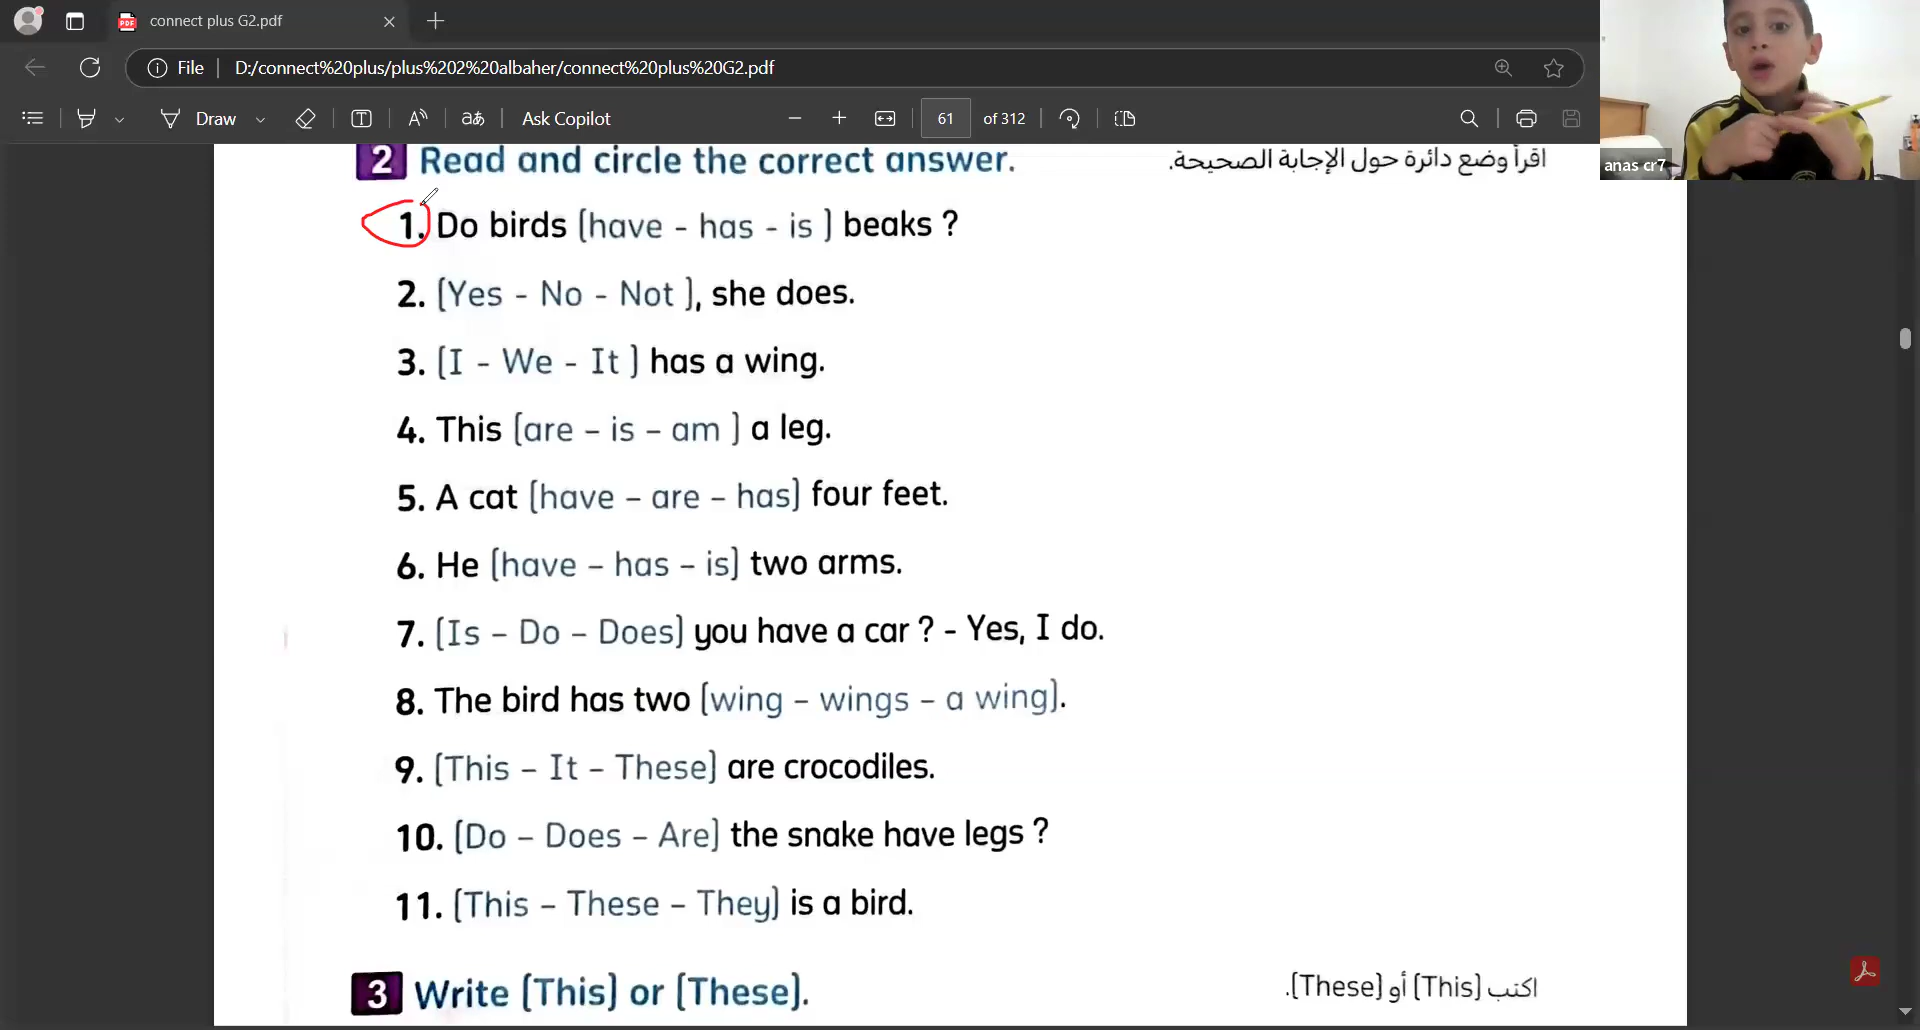 connect plus G2.pdf
File D:/connect%20plus/plus%202%20albaher/connect%20plus%20G2.pdf
Draw aあ Ask Copilot 61 of 312
anas cr7
2 Read and circle the correct answer. اقرأ وضع دائرة حول الإجابة الصحيحة.
1. Do birds (have - has - is ) beaks ?
2. (Yes - No - Not ), she does.
3. (I - We - It ) has a wing.
4. This (are – is – am ) a leg.
5. A cat (have – are – has) four feet.
6. He (have – has – is) two arms.
7. (Is – Do – Does) you have a car ? - Yes, I do.
8. The bird has two (wing – wings – a wing).
9. (This – It – These) are crocodiles.
10. (Do – Does – Are) the snake have legs ?
11. (This – These – They) is a bird.
3 Write (This) or (These). اكتب (This) أو (These).